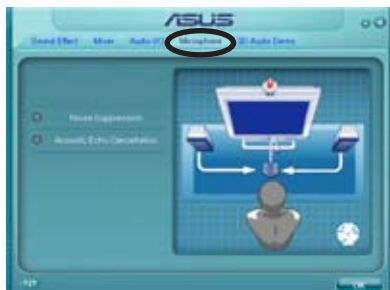 ASUS
Sound Effect Mixer Audio I/O Microphone 3D Audio Demo
Noise Suppression
Acoustic Echo Cancellation
OK